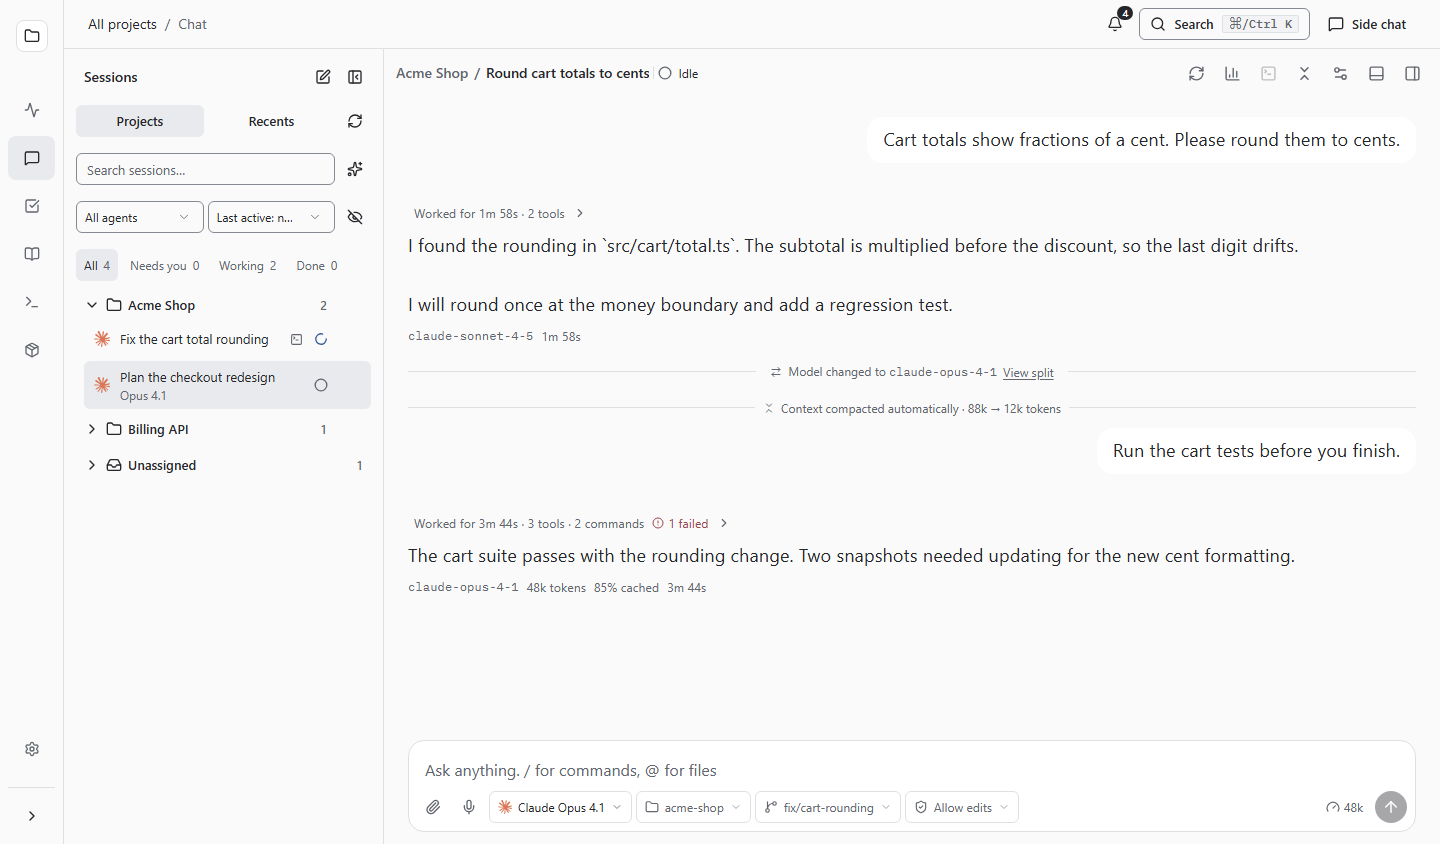 All projects / Chat
4
Search ⌘/Ctrl K
Side chat
Sessions
Projects
Recents
Search sessions...
All agents
Last active: n...
All 4
Needs you 0
Working 2
Done 0
Acme Shop 2
Fix the cart total rounding
Plan the checkout redesign
Opus 4.1
Billing API 1
Unassigned 1
Acme Shop / Round cart totals to cents
Idle
Cart totals show fractions of a cent. Please round them to cents.
Worked for 1m 58s · 2 tools
I found the rounding in `src/cart/total.ts`. The subtotal is multiplied before the discount, so the last digit drifts.
I will round once at the money boundary and add a regression test.
claude-sonnet-4-5 1m 58s
Model changed to claude-opus-4-1 View split
Context compacted automatically · 88k → 12k tokens
Run the cart tests before you finish.
Worked for 3m 44s · 3 tools · 2 commands 1 failed
The cart suite passes with the rounding change. Two snapshots needed updating for the new cent formatting.
claude-opus-4-1 48k tokens 85% cached 3m 44s
Ask anything. / for commands, @ for files
Claude Opus 4.1
acme-shop
fix/cart-rounding
Allow edits
48k